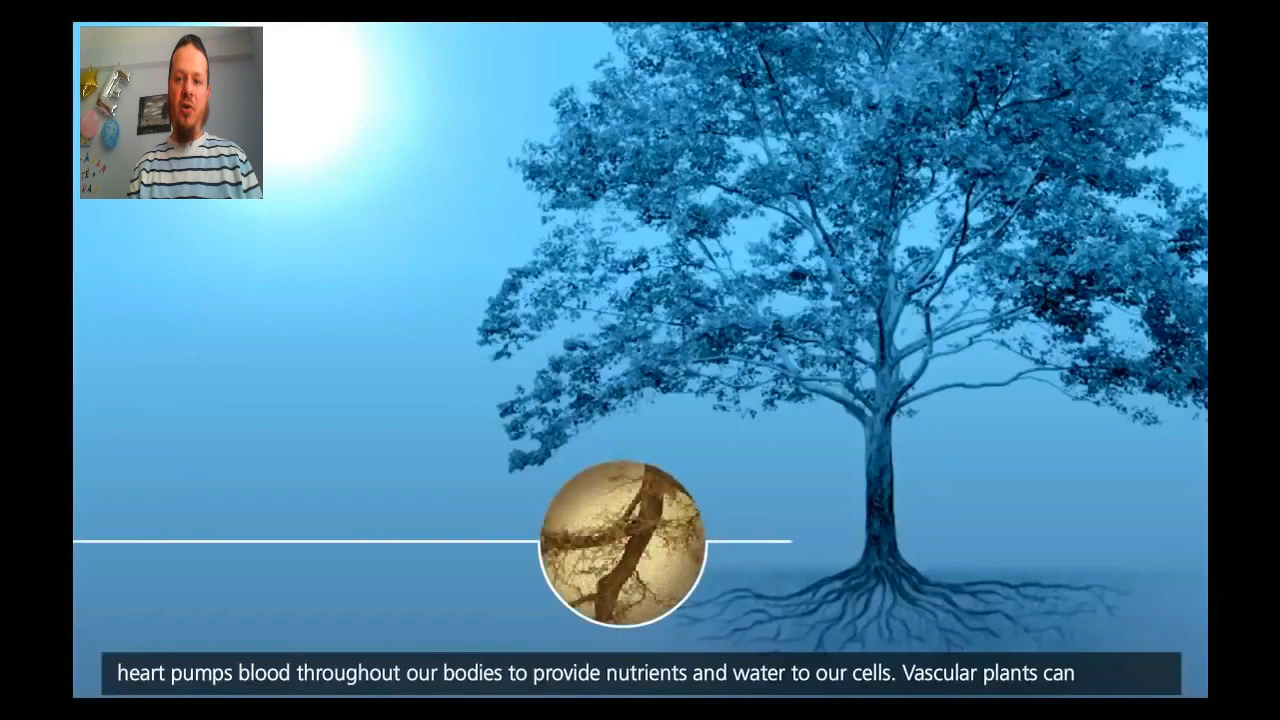 heart pumps blood throughout our bodies to provide nutrients and water to our cells. Vascular plants can